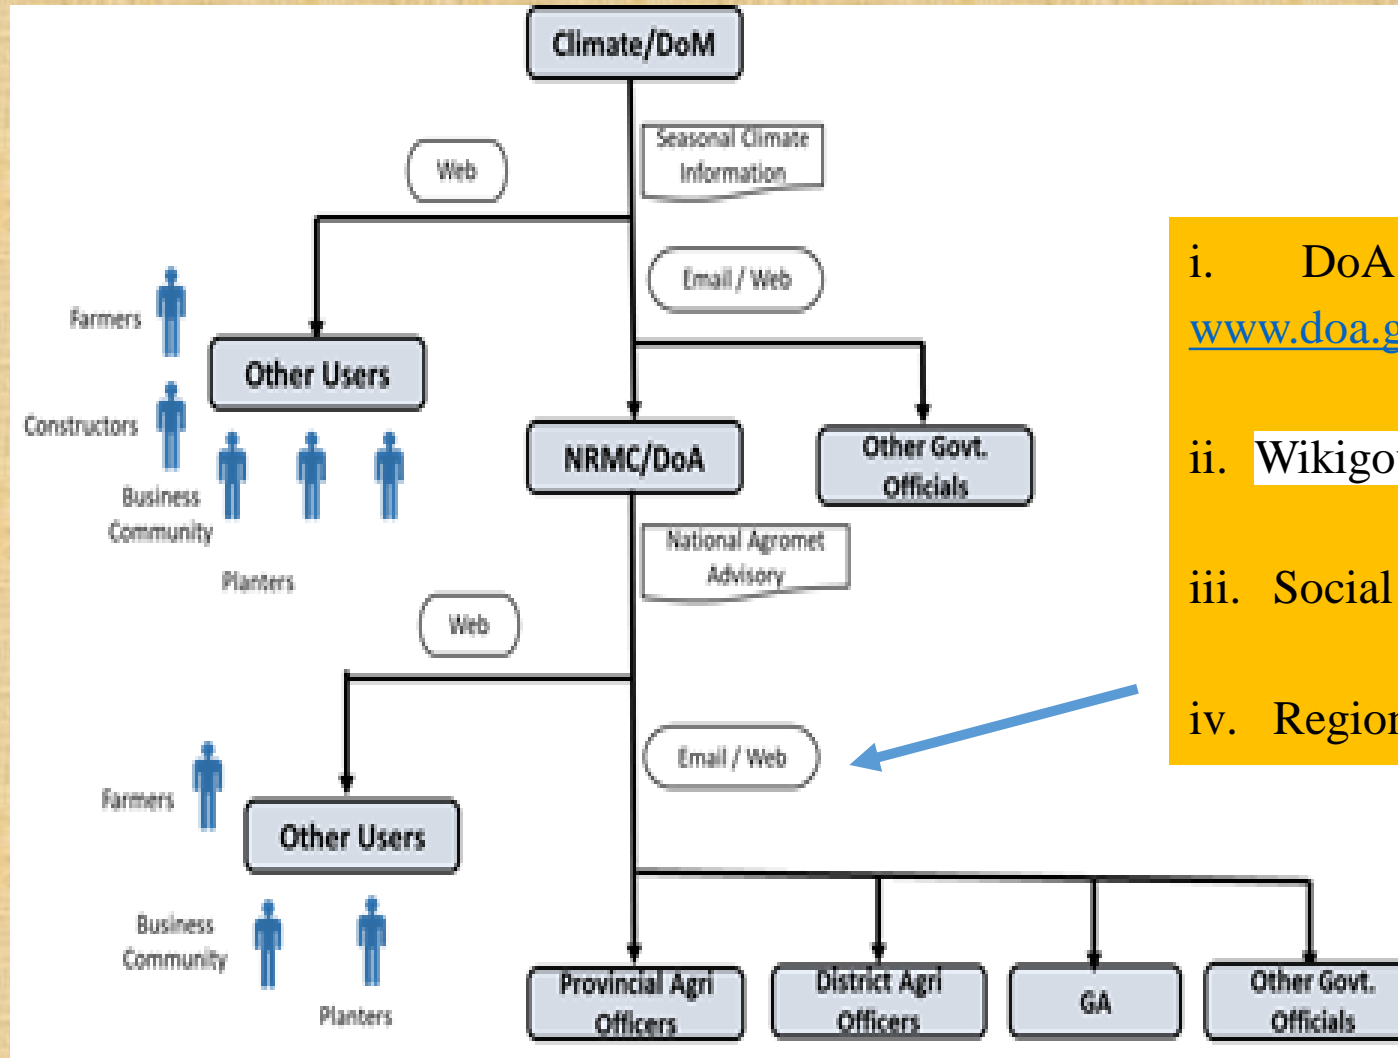 Climate/DoM
Seasonal Climate
Information
Web
Email / Web
Farmers
Other Users
Constructors
Business
Community
Planters
NRMC/DoA
Other Govt.
Officials
National Agromet
Advisory
Web
Email / Web
Farmers
Other Users
Business
Community
Planters
Provincial Agri
Officers
District Agri
Officers
GA
Other Govt.
Officials
i. DoA
www.doa.g
ii. Wikigo
iii. Social
iv. Region